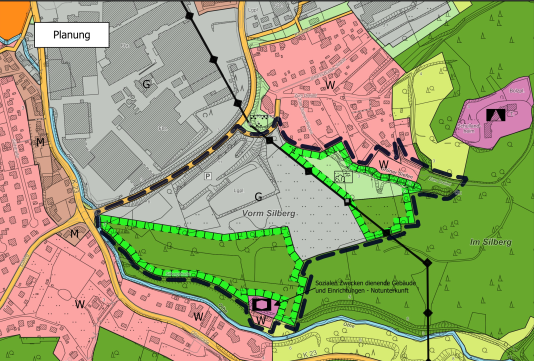 Planung
W
G
M
W
P
G
Vorm Silberg
M
Im Silberg
Sozialen Zwecken dienende Gebäude
und Einrichtungen - Notunterkunft
W
W
W